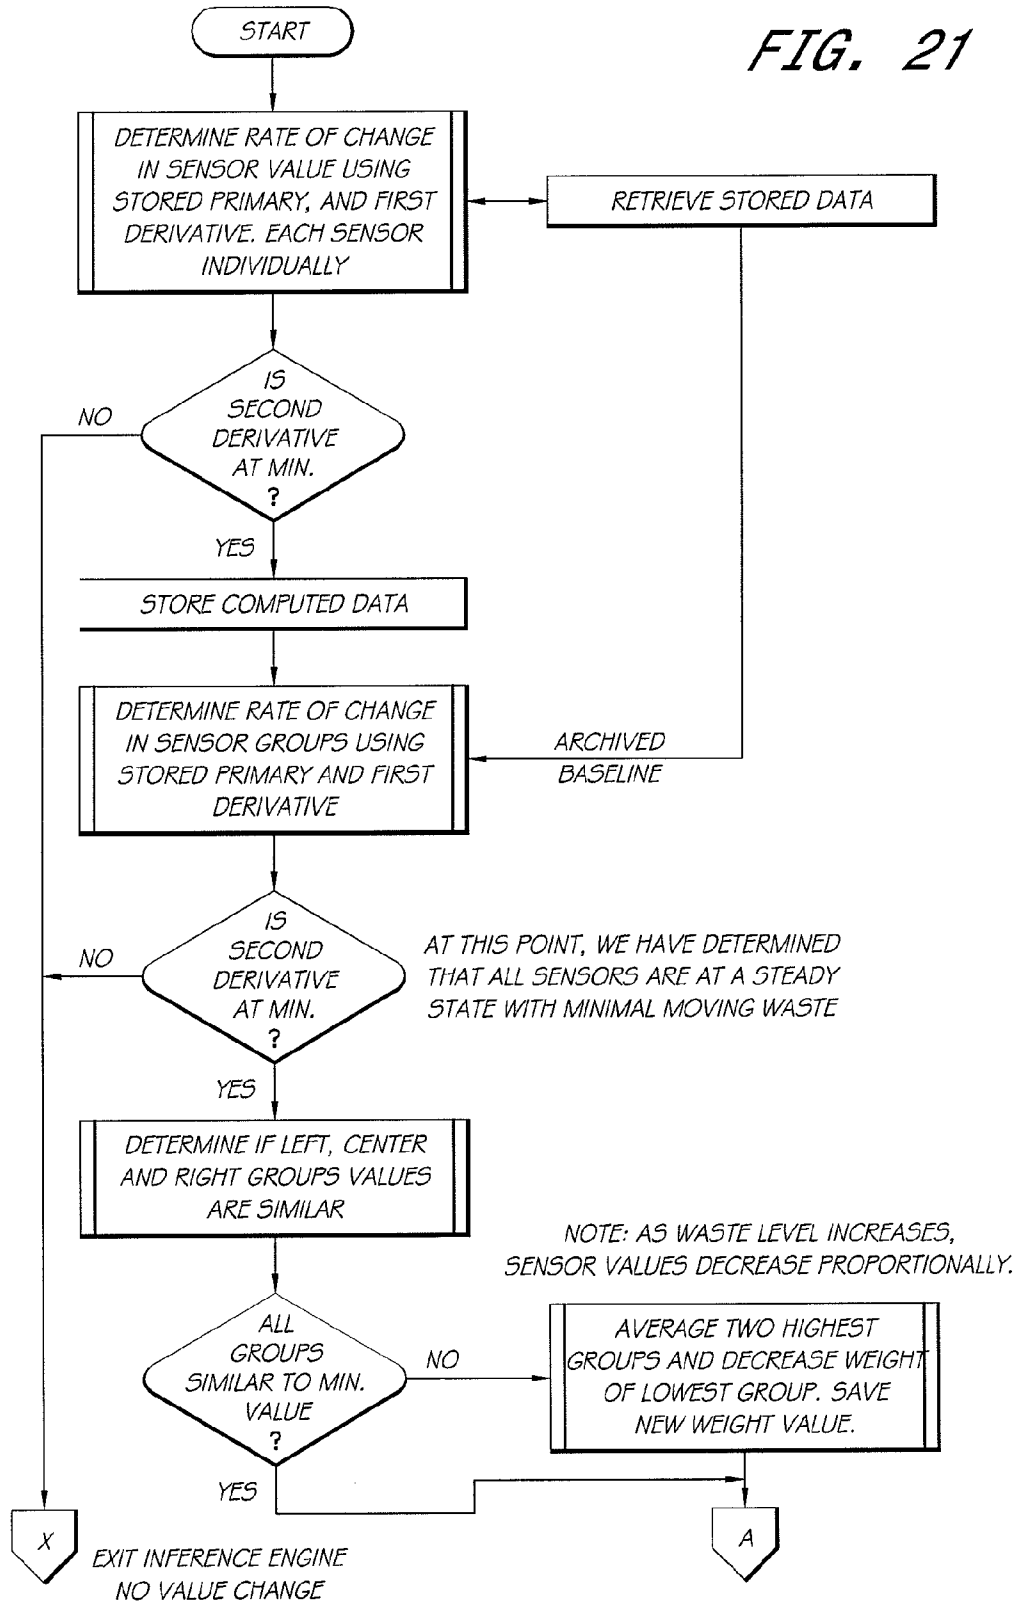 START
FIG. 21
DETERMINE RATE OF CHANGE
IN SENSOR VALUE USING
STORED PRIMARY, AND FIRST
DERIVATIVE. EACH SENSOR
INDIVIDUALLY
RETRIEVE STORED DATA
IS
SECOND
DERIVATIVE
AT MIN.
?
NO
YES
STORE COMPUTED DATA
DETERMINE RATE OF CHANGE
IN SENSOR GROUPS USING
STORED PRIMARY AND FIRST
DERIVATIVE
ARCHIVED
BASELINE
IS
SECOND
DERIVATIVE
AT MIN.
?
NO
AT THIS POINT, WE HAVE DETERMINED
THAT ALL SENSORS ARE AT A STEADY
STATE WITH MINIMAL MOVING WASTE
YES
DETERMINE IF LEFT, CENTER
AND RIGHT GROUPS VALUES
ARE SIMILAR
NOTE: AS WASTE LEVEL INCREASES,
SENSOR VALUES DECREASE PROPORTIONALLY.
ALL
GROUPS
SIMILAR TO MIN.
VALUE
?
NO
AVERAGE TWO HIGHEST
GROUPS AND DECREASE WEIGHT
OF LOWEST GROUP. SAVE
NEW WEIGHT VALUE.
YES
X
EXIT INFERENCE ENGINE
NO VALUE CHANGE
A